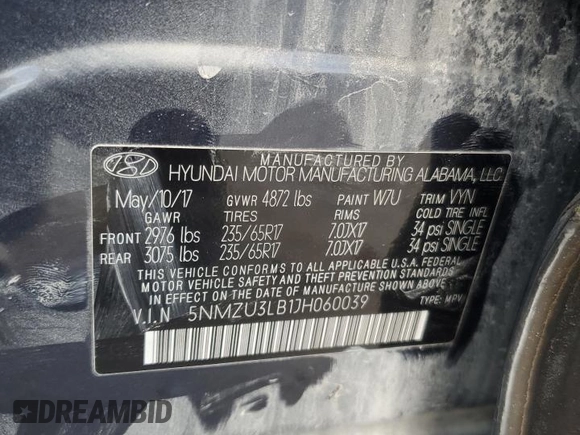 MANUFACTURED BY
HYUNDAI MOTOR MANUFACTURING ALABAMA, LLC
May/10/17 GVWR 4872 lbs PAINT W7U TRIM VYN
GAWR TIRES RIMS COLD TIRE INFL
FRONT 2976 lbs 235/65R17 7.0JX17 34 psi SINGLE
REAR 3075 lbs 235/65R17 7.0JX17 34 psi SINGLE
THIS VEHICLE CONFORMS TO ALL APPLICABLE U.S.A. FEDERAL
MOTOR VEHICLE SAFETY AND THEFT PREVENTION STANDARDS
IN EFFECT ON THE DATE OF MANUFACTURE SHOWN ABOVE.
V.I.N 5NMZU3LB1JH060039 TYPE: MPV
DREAMBID